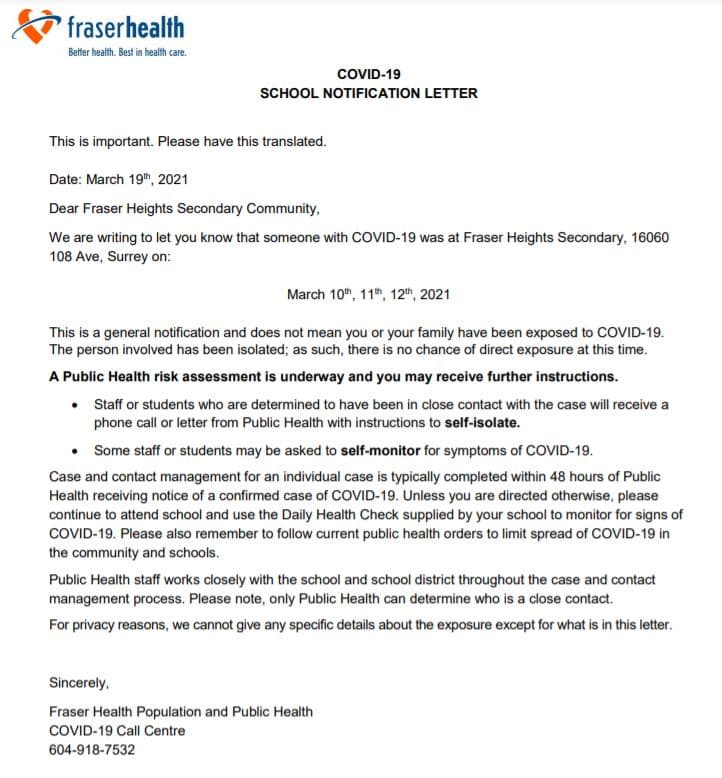 fraserhealth
Better health. Best in health care.
COVID-19
SCHOOL NOTIFICATION LETTER
This is important. Please have this translated.
Date: March 19th, 2021
Dear Fraser Heights Secondary Community,
We are writing to let you know that someone with COVID-19 was at Fraser Heights Secondary, 16060
108 Ave, Surrey on:
March 10th, 11th, 12th, 2021
This is a general notification and does not mean you or your family have been exposed to COVID-19.
The person involved has been isolated; as such, there is no chance of direct exposure at this time.
A Public Health risk assessment is underway and you may receive further instructions.
• Staff or students who are determined to have been in close contact with the case will receive a
phone call or letter from Public Health with instructions to self-isolate.
• Some staff or students may be asked to self-monitor for symptoms of COVID-19.
Case and contact management for an individual case is typically completed within 48 hours of Public
Health receiving notice of a confirmed case of COVID-19. Unless you are directed otherwise, please
continue to attend school and use the Daily Health Check supplied by your school to monitor for signs of
COVID-19. Please also remember to follow current public health orders to limit spread of COVID-19 in
the community and schools.
Public Health staff works closely with the school and school district throughout the case and contact
management process. Please note, only Public Health can determine who is a close contact.
For privacy reasons, we cannot give any specific details about the exposure except for what is in this letter.
Sincerely,
Fraser Health Population and Public Health
COVID-19 Call Centre
604-918-7532